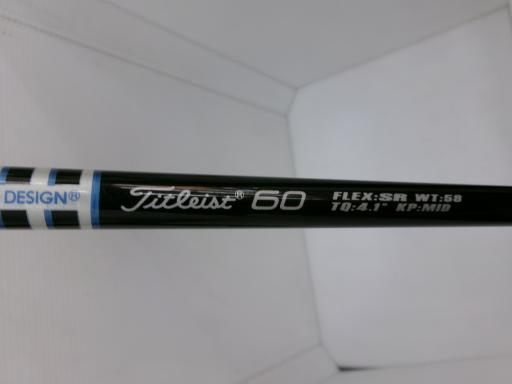 DESIGN®
Titleist® 60
FLEX:SR WT:58
TQ:4.1° KP:MID